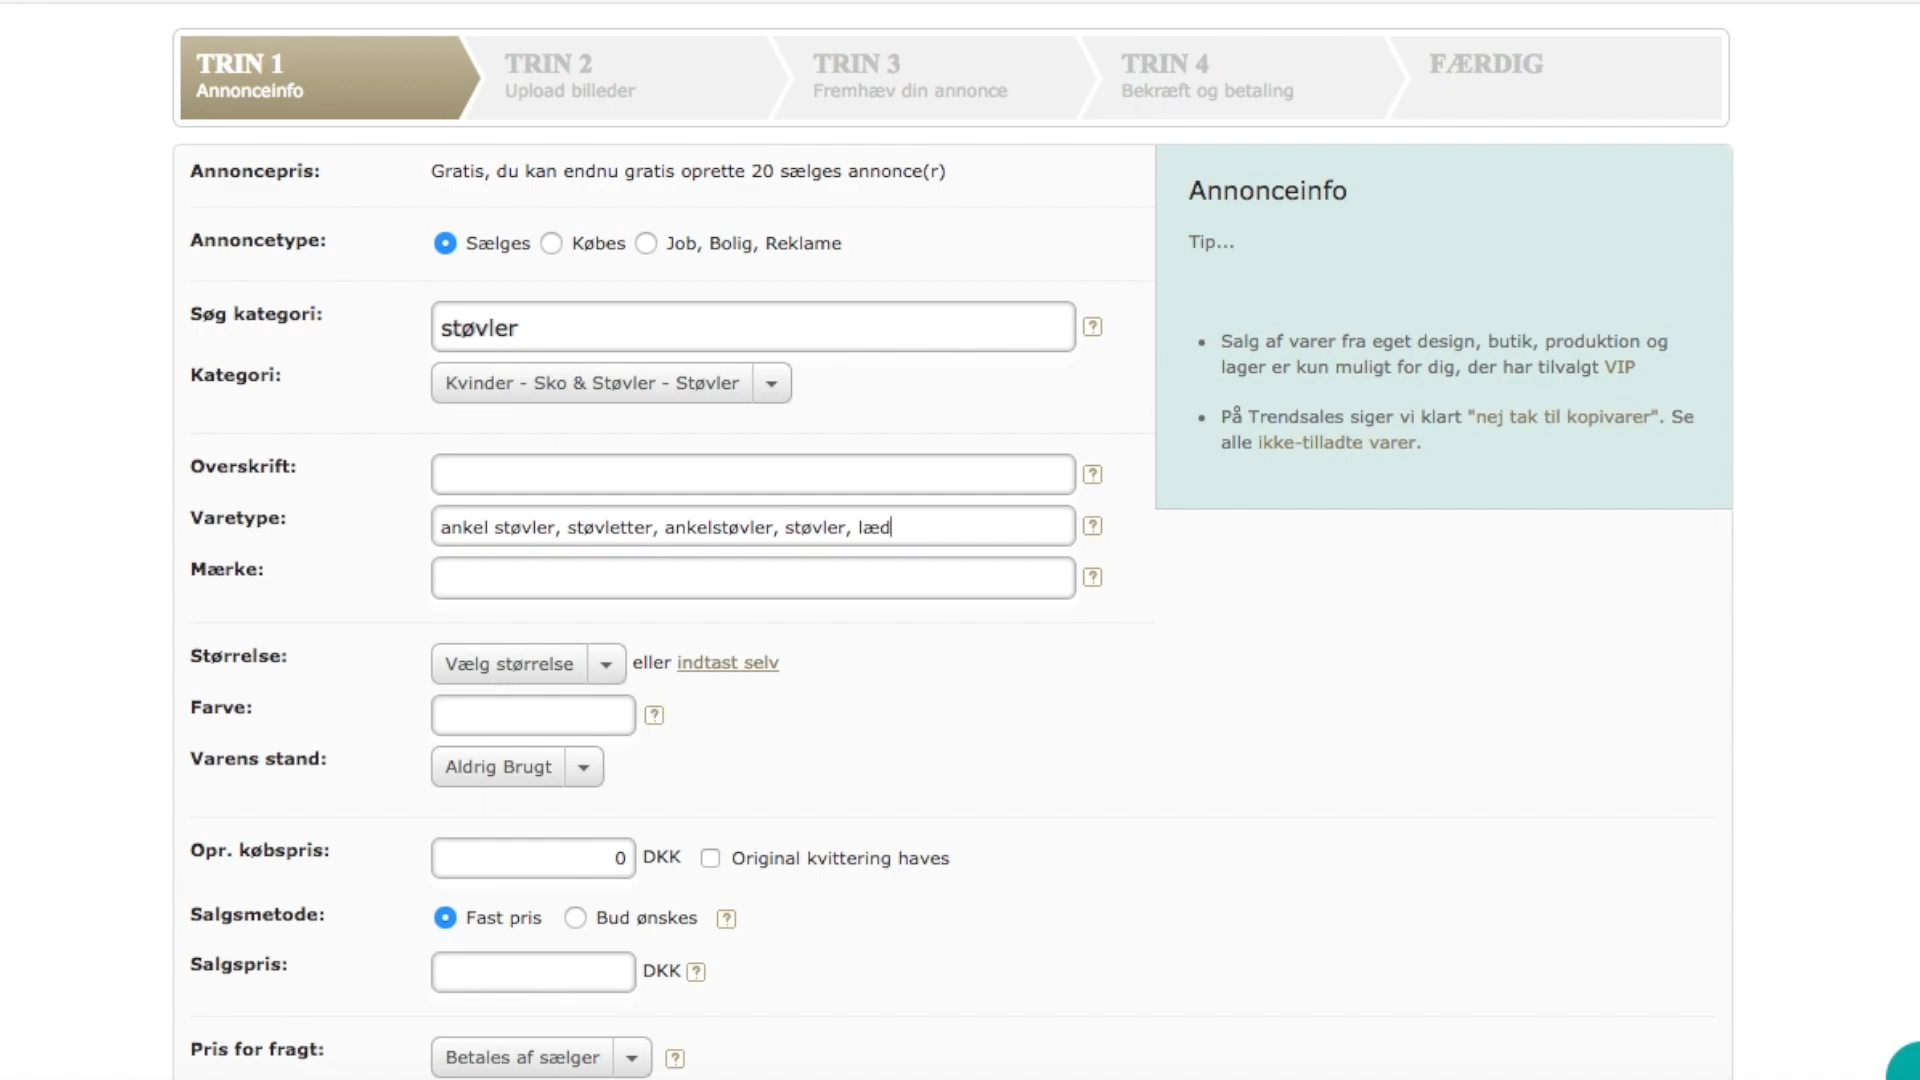 TRIN 1
Annonceinfo
TRIN 2
Upload billeder
TRIN 3
Fremhæv din annonce
TRIN 4
Bekræft og betaling
FÆRDIG
Annoncepris:
Gratis, du kan endnu gratis oprette 20 sælges annonce(r)
Annoncetype:
Sælges Købes Job, Bolig, Reklame
Søg kategori:
støvler ?
Kategori:
Kvinder - Sko & Støvler - Støvler
Overskrift:
?
Varetype:
ankel støvler, støvletter, ankelstøvler, støvler, læd ?
Mærke:
?
Størrelse:
Vælg størrelse eller indtast selv
Farve:
?
Varens stand:
Aldrig Brugt
Opr. købspris:
0 DKK Original kvittering haves
Salgsmetode:
Fast pris Bud ønskes ?
Salgspris:
DKK ?
Pris for fragt:
Betales af sælger ?
Annonceinfo
Tip...
• Salg af varer fra eget design, butik, produktion og
lager er kun muligt for dig, der har tilvalgt VIP
• På Trendsales siger vi klart "nej tak til kopivarer". Se
alle ikke-tilladte varer.